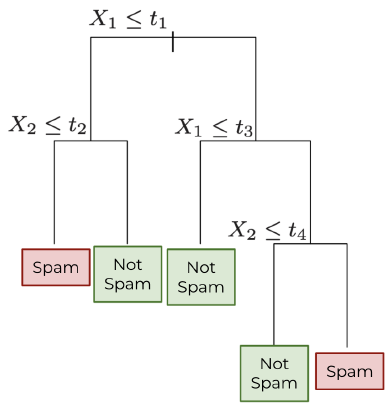 X₁ ≤ t₁
X₂ ≤ t₂
X₁ ≤ t₃
X₂ ≤ t₄
Spam
Not
Spam
Not
Spam
Not
Spam
Spam